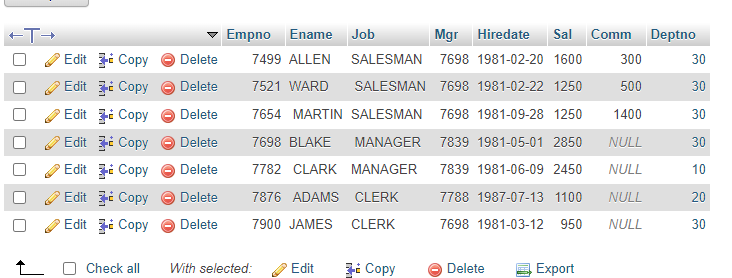 Empno Ename Job Mgr Hiredate Sal Comm Deptno
Edit Copy Delete 7499 ALLEN SALESMAN 7698 1981-02-20 1600 300 30
Edit Copy Delete 7521 WARD SALESMAN 7698 1981-02-22 1250 500 30
Edit Copy Delete 7654 MARTIN SALESMAN 7698 1981-09-28 1250 1400 30
Edit Copy Delete 7698 BLAKE MANAGER 7839 1981-05-01 2850 NULL 30
Edit Copy Delete 7782 CLARK MANAGER 7839 1981-06-09 2450 NULL 10
Edit Copy Delete 7876 ADAMS CLERK 7788 1987-07-13 1100 NULL 20
Edit Copy Delete 7900 JAMES CLERK 7698 1981-03-12 950 NULL 30
Check all With selected: Edit Copy Delete Export